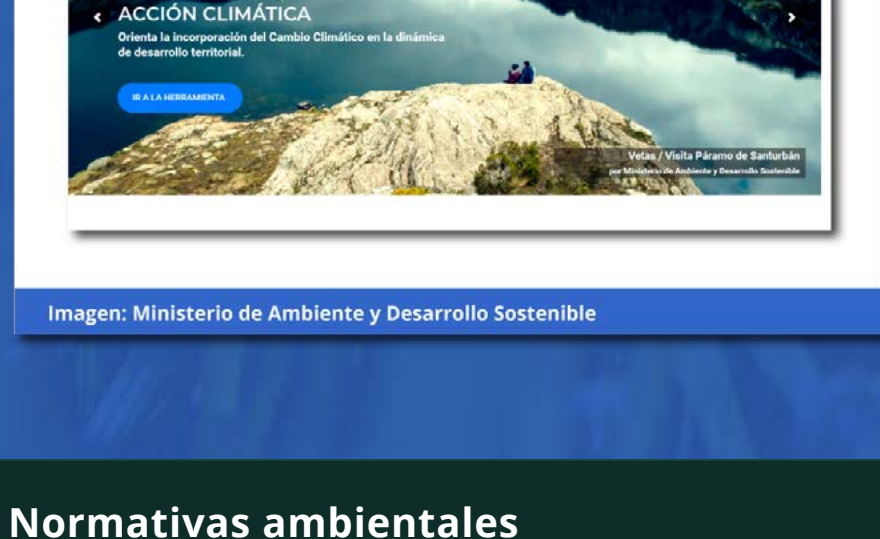 ACCIÓN CLIMÁTICA
Orienta la incorporación del Cambio Climático en la dinámica
de desarrollo territorial.
IR A LA HERRAMIENTA
Vetas / Visita Páramo de Santurbán
por Ministerio de Ambiente y Desarrollo Sostenible
Imagen: Ministerio de Ambiente y Desarrollo Sostenible
Normativas ambientales